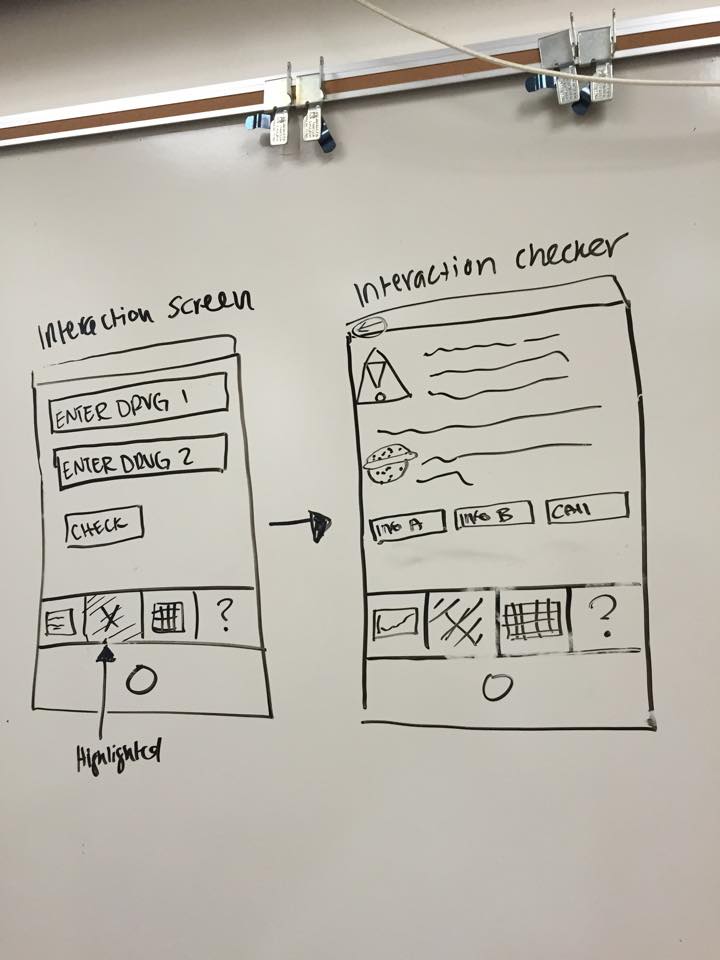 Interaction screen
ENTER DRUG 1
ENTER DRUG 2
CHECK
?
Highlighted
Interaction checker
INFO A
INFO B
CALL
?